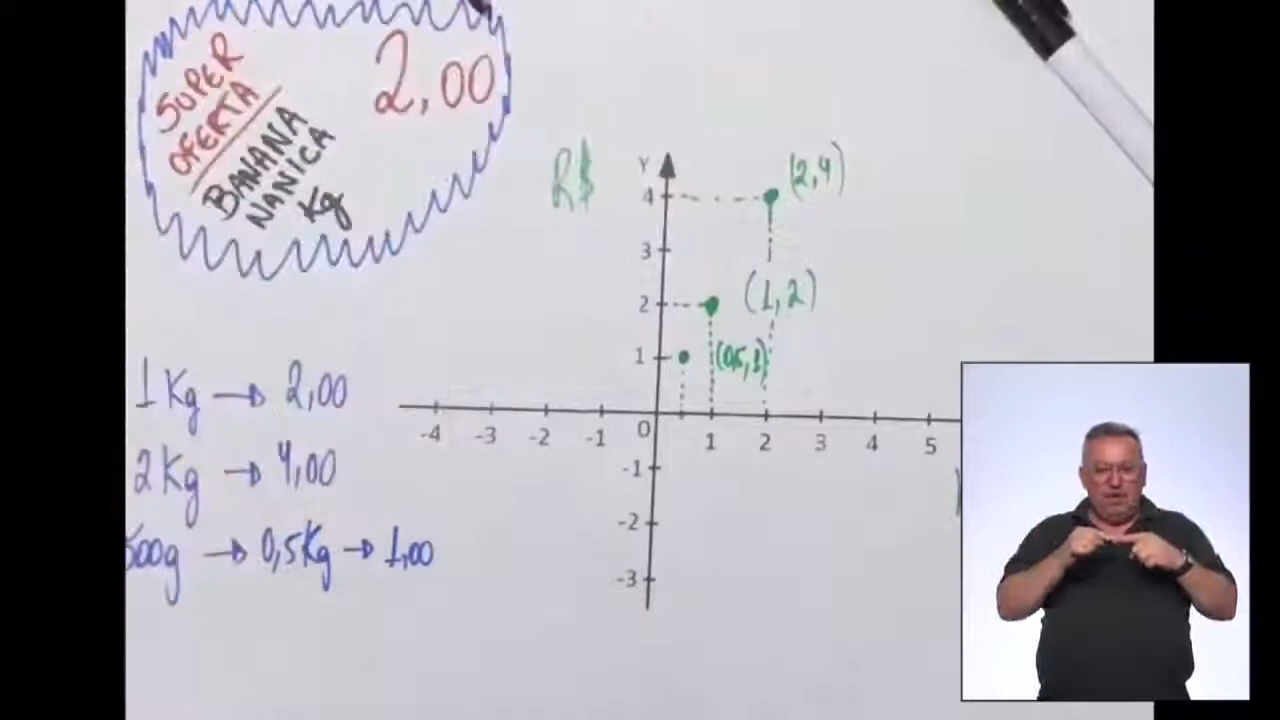 SUPER
OFERTA
BANANA
NANICA
Kg
2,00
R$
Y
(2,4)
4
3
(1,2)
2
1
(0,5,1)
-4 -3 -2 -1 0 1 2 3 4 5
-1
-2
-3
1 Kg → 2,00
2 Kg → 4,00
500g → 0,5Kg → 1,00